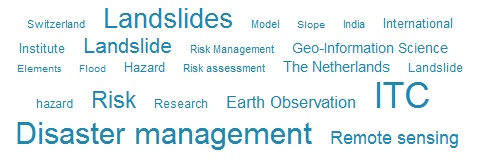 Switzerland Landslides Model Slope India International
Institute Landslide Risk Management Geo-Information Science
Elements Flood Hazard Risk assessment The Netherlands Landslide
hazard Risk Research Earth Observation ITC
Disaster management Remote sensing